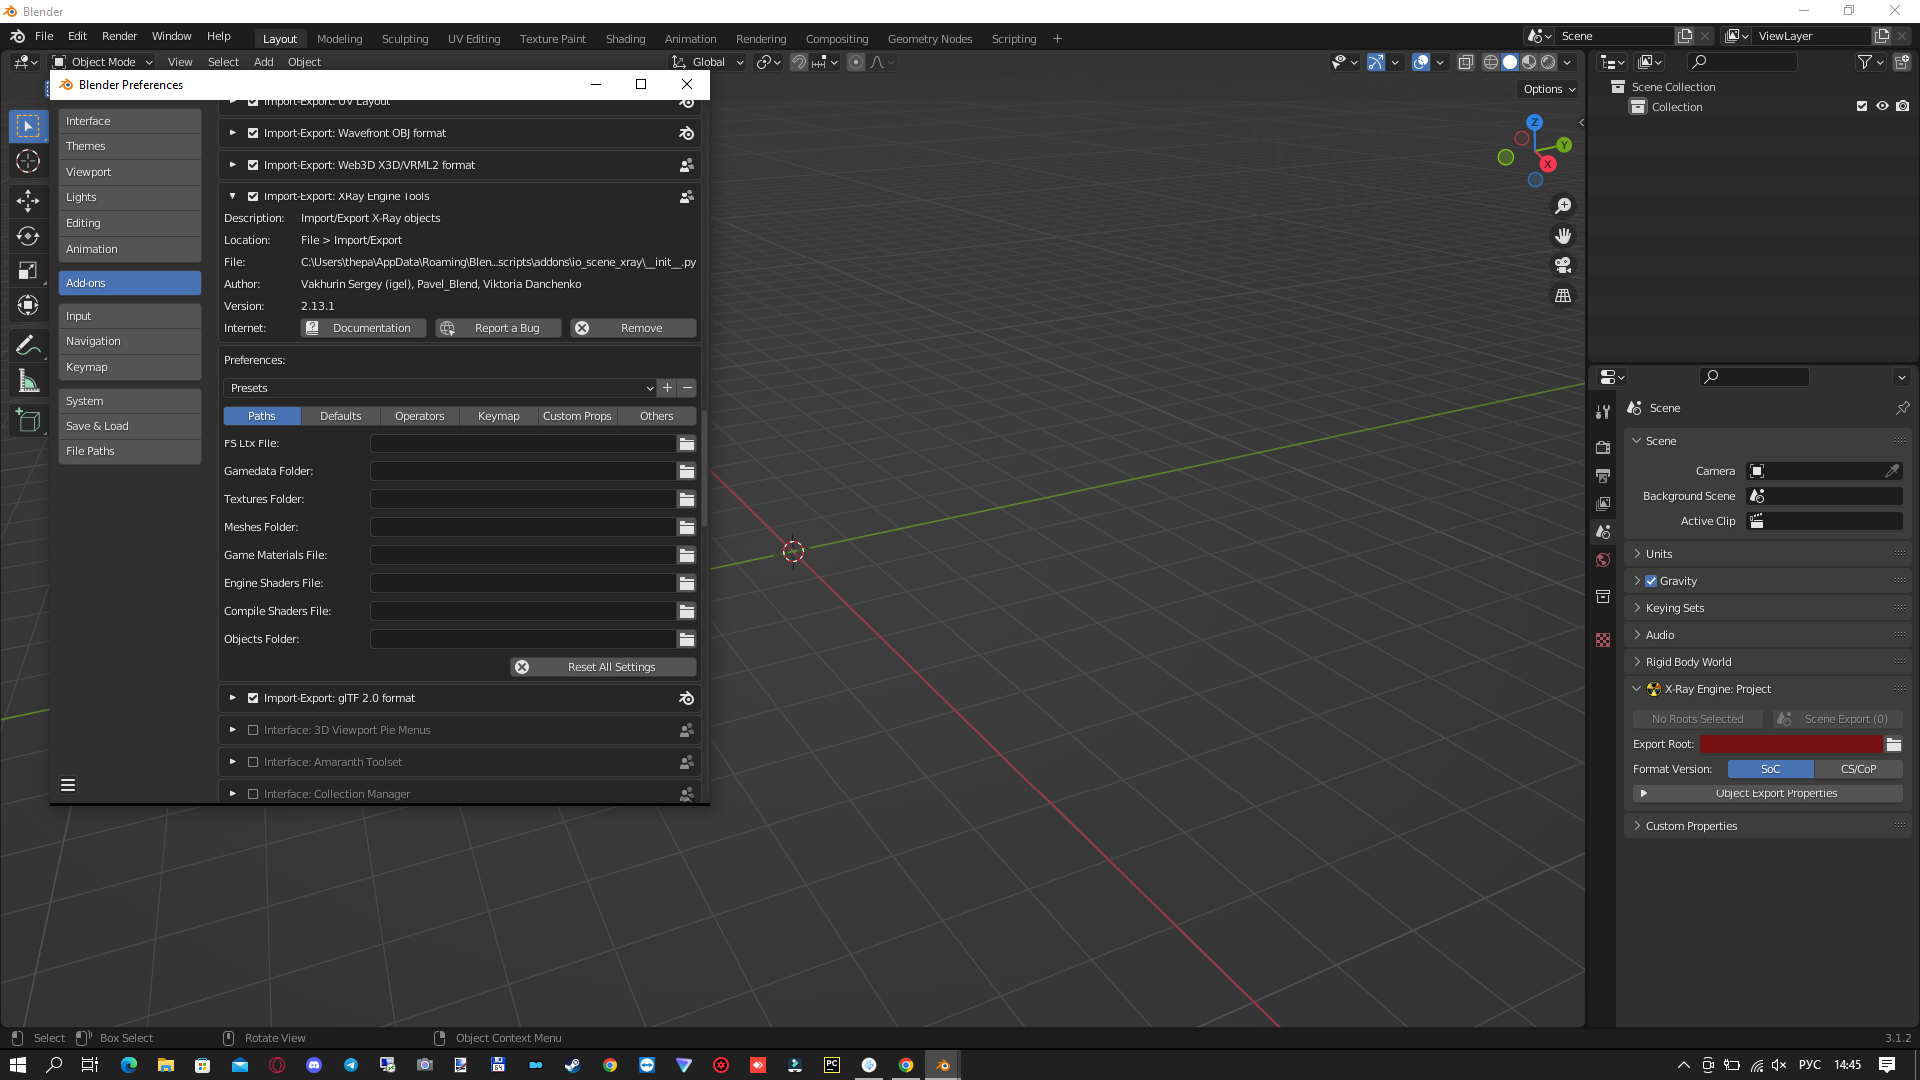 Blender
File Edit Render Window Help
Layout Modeling Sculpting UV Editing Texture Paint Shading Animation Rendering Compositing Geometry Nodes Scripting +
Scene
ViewLayer
Object Mode View Select Add Object
Global
Options
Blender Preferences
Interface
Themes
Viewport
Lights
Editing
Animation
Add-ons
Input
Navigation
Keymap
System
Save & Load
File Paths
Import-Export: UV Layout
Import-Export: Wavefront OBJ format
Import-Export: Web3D X3D/VRML2 format
Import-Export: XRay Engine Tools
Description: Import/Export X-Ray objects
Location: File > Import/Export
File: C:\Users\thepa\AppData\Roaming\Blen...scripts\addons\io_scene_xray\__init__.py
Author: Vakhurin Sergey (igel), Pavel_Blend, Viktoria Danchenko
Version: 2.13.1
Internet: Documentation Report a Bug Remove
Preferences:
Presets
Paths Defaults Operators Keymap Custom Props Others
FS Ltx File:
Gamedata Folder:
Textures Folder:
Meshes Folder:
Game Materials File:
Engine Shaders File:
Compile Shaders File:
Objects Folder:
Reset All Settings
Import-Export: glTF 2.0 format
Interface: 3D Viewport Pie Menus
Interface: Amaranth Toolset
Interface: Collection Manager
Z
Y
X
Scene Collection
Collection
Scene
Scene
Camera
Background Scene
Active Clip
Units
Gravity
Keying Sets
Audio
Rigid Body World
X-Ray Engine: Project
No Roots Selected Scene Export (0)
Export Root:
Format Version: SoC CS/CoP
Object Export Properties
Custom Properties
Select Box Select Rotate View Object Context Menu
3.1.2
64
PC
РУС 14:45